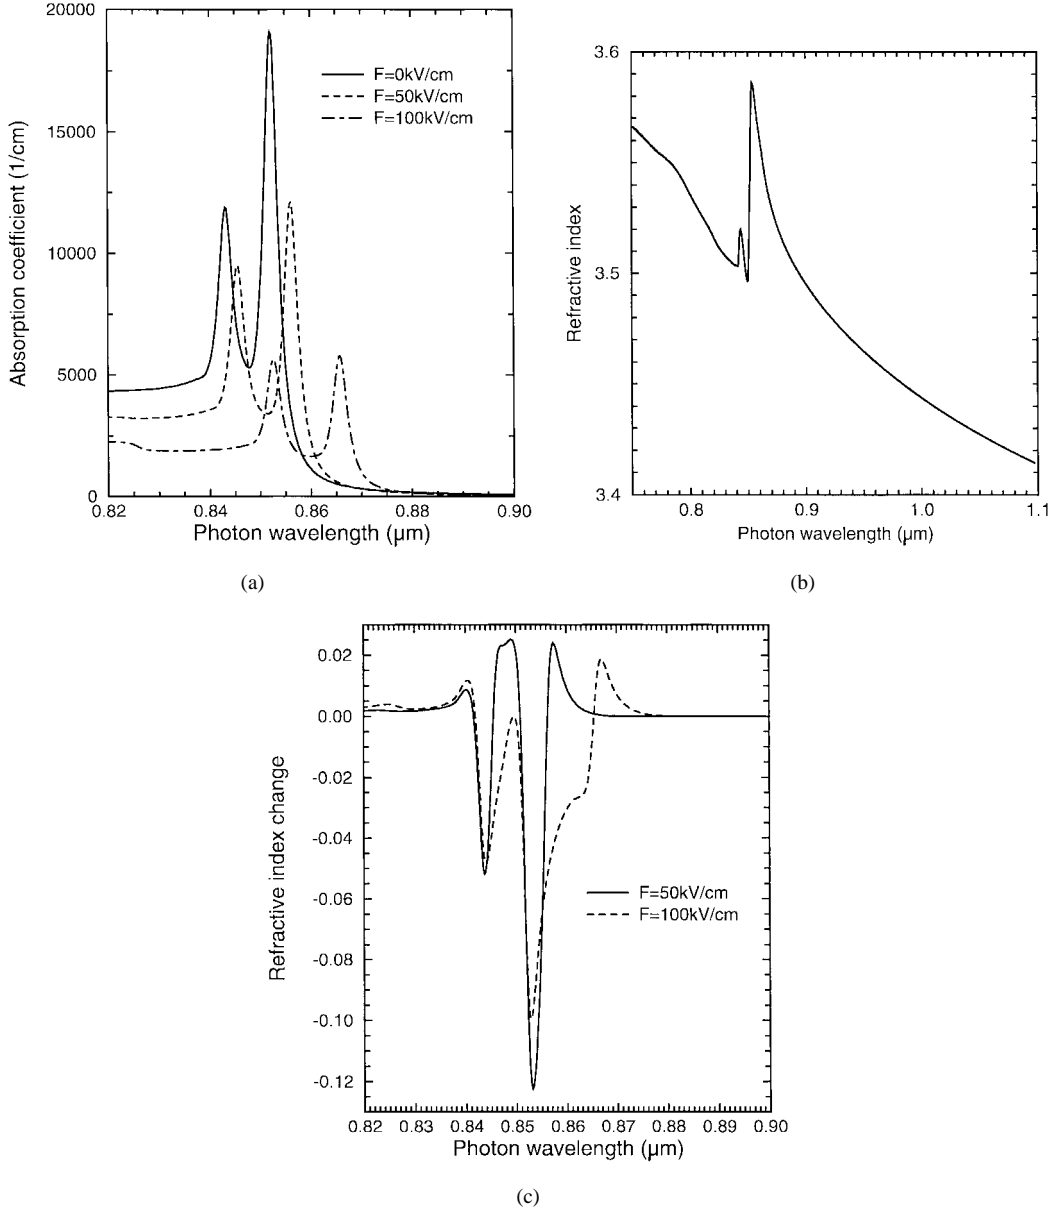 20000
15000
10000
5000
0
Absorption coefficient (1/cm)
F=0kV/cm
F=50kV/cm
F=100kV/cm
0.82 0.84 0.86 0.88 0.90
Photon wavelength (μm)
(a)
3.6
3.5
3.4
Refractive index
0.8 0.9 1.0 1.1
Photon wavelength (μm)
(b)
0.02
0.00
-0.02
-0.04
-0.06
-0.08
-0.10
-0.12
Refractive index change
F=50kV/cm
F=100kV/cm
0.82 0.83 0.84 0.85 0.86 0.87 0.88 0.89 0.90
Photon wavelength (μm)
(c)